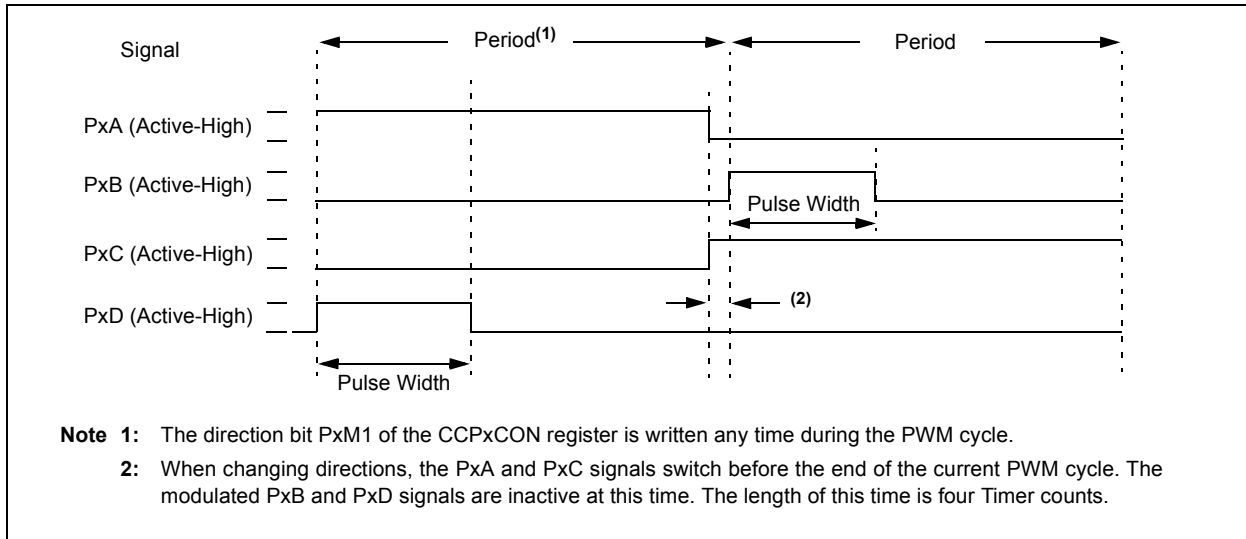 Signal
Period(1)
Period
PxA (Active-High)
PxB (Active-High)
Pulse Width
PxC (Active-High)
(2)
PxD (Active-High)
Pulse Width
Note 1: The direction bit PxM1 of the CCPxCON register is written any time during the PWM cycle.
2: When changing directions, the PxA and PxC signals switch before the end of the current PWM cycle. The
modulated PxB and PxD signals are inactive at this time. The length of this time is four Timer counts.